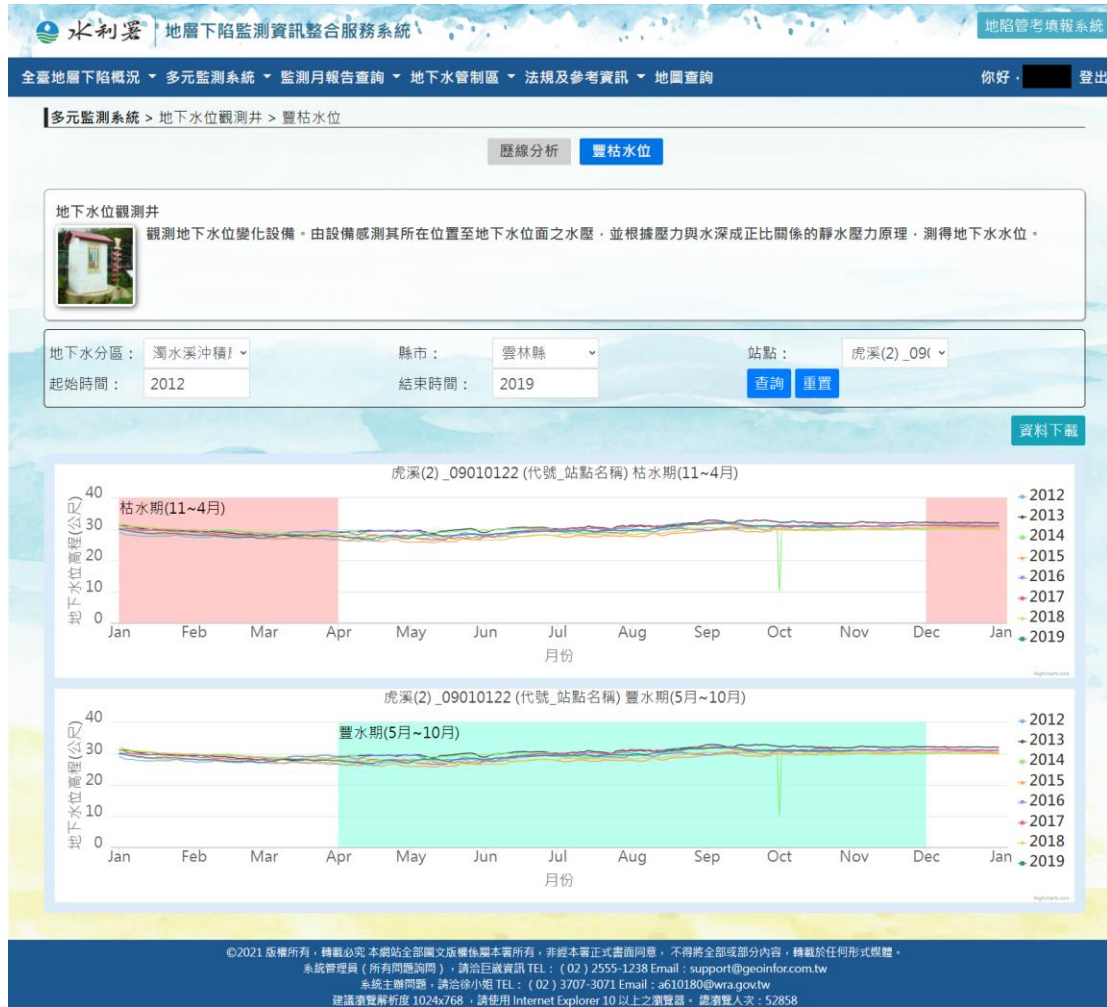 水利署 地層下陷監測資訊整合服務系統 地陷管考填報系統
全臺地層下陷概況 多元監測系統 監測月報告查詢 地下水管制區 法規及參考資訊 地圖查詢 你好， 登出
多元監測系統 > 地下水位觀測井 > 豐枯水位
歷線分析 豐枯水位
地下水位觀測井
觀測地下水位變化設備。由設備感測其所在位置至地下水位面之水壓，並根據壓力與水深成正比關係的靜水壓力原理，測得地下水水位。
地下水分區： 濁水溪沖積 縣市： 雲林縣 站點： 虎溪(2) _09(
起始時間： 2012 結束時間： 2019 查詢 重置
資料下載
虎溪(2) _09010122 (代號_站點名稱) 枯水期(11~4月)
地下水位高程(公尺)
40
30
20
10
0
枯水期(11~4月)
Jan Feb Mar Apr May Jun Jul Aug Sep Oct Nov Dec Jan
月份
2012
2013
2014
2015
2016
2017
2018
2019
Highcharts.com
虎溪(2) _09010122 (代號_站點名稱) 豐水期(5月~10月)
地下水位高程(公尺)
40
30
20
10
0
豐水期(5月~10月)
Jan Feb Mar Apr May Jun Jul Aug Sep Oct Nov Dec Jan
月份
2012
2013
2014
2015
2016
2017
2018
2019
Highcharts.com
©2021 版權所有，轉載必究 本網站全部圖文版權係屬本署所有，非經本署正式書面同意， 不得將全部或部分內容，轉載於任何形式媒體。
系統管理員（所有問題詢問），請洽巨崴資訊 TEL：（02）2555-1238 Email：support@geoinfor.com.tw
系統主辦問題，請洽徐小姐 TEL：（02）3707-3071 Email：a610180@wra.gov.tw
建議瀏覽解析度 1024x768 ，請使用 Internet Explorer 10 以上之瀏覽器。 總瀏覽人次：52858